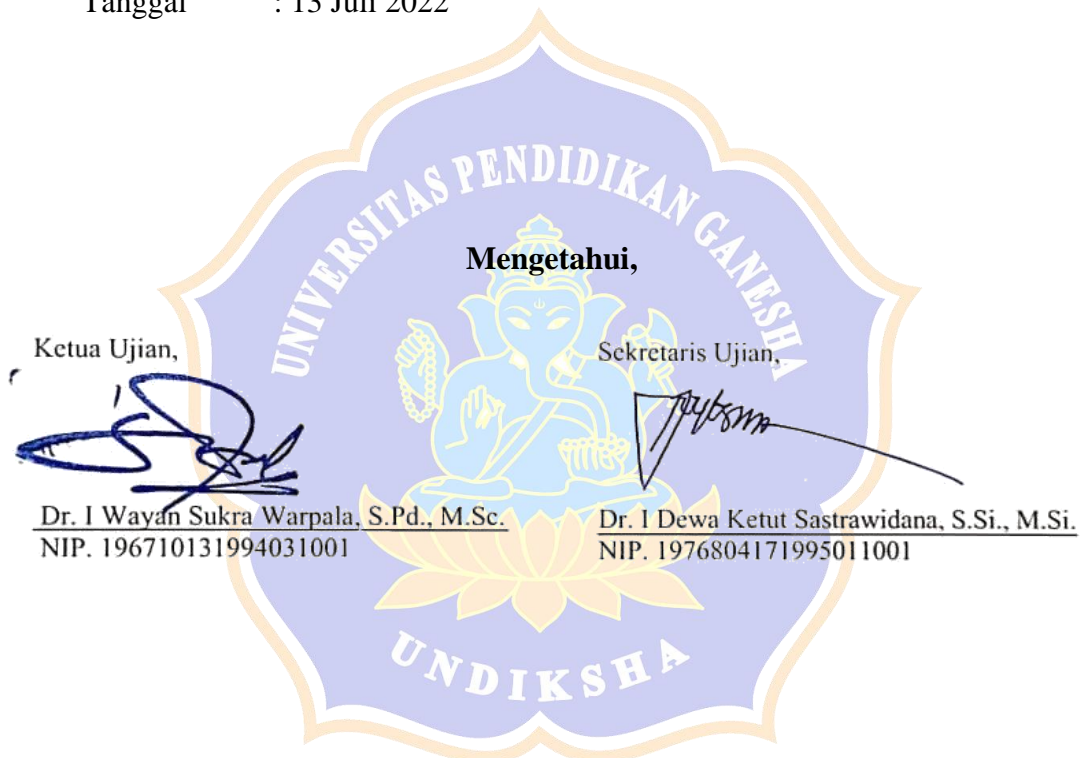 Tanggal : 13 Juli 2022
UNIVERSITAS PENDIDIKAN GANESHA
Mengetahui,
Ketua Ujian,
Sekretaris Ujian,
Dr. I Wayan Sukra Warpala, S.Pd., M.Sc.
NIP. 196710131994031001
Dr. I Dewa Ketut Sastrawidana, S.Si., M.Si.
NIP. 1976804171995011001
UNDIKSHA